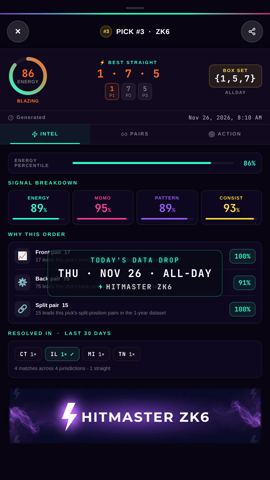 #3 PICK #3 · ZK6
86
ENERGY
BLAZING
⚡ BEST STRAIGHT
1 · 7 · 5
1 7 5
P1 P2 P3
BOX SET
{1,5,7}
ALLDAY
Generated
Nov 26, 2026, 8:10 AM
INTEL
PAIRS
ACTION
ENERGY PERCENTILE
86%
SIGNAL BREAKDOWN
ENERGY
89%
MOMO
95%
PATTERN
89%
CONSIST
93%
WHY THIS ORDER
Front pair 17
100%
TODAY'S DATA DROP
THU · NOV 26 · ALL-DAY
⚡ HITMASTER ZK6
91%
Split pair 15
15 leads this pick's split-position pairs in the 1-year dataset
100%
RESOLVED IN · LAST 30 DAYS
CT 1×
IL 1× ✓
MI 1×
TN 1×
4 matches across 4 jurisdictions · 1 straight
HITMASTER ZK6